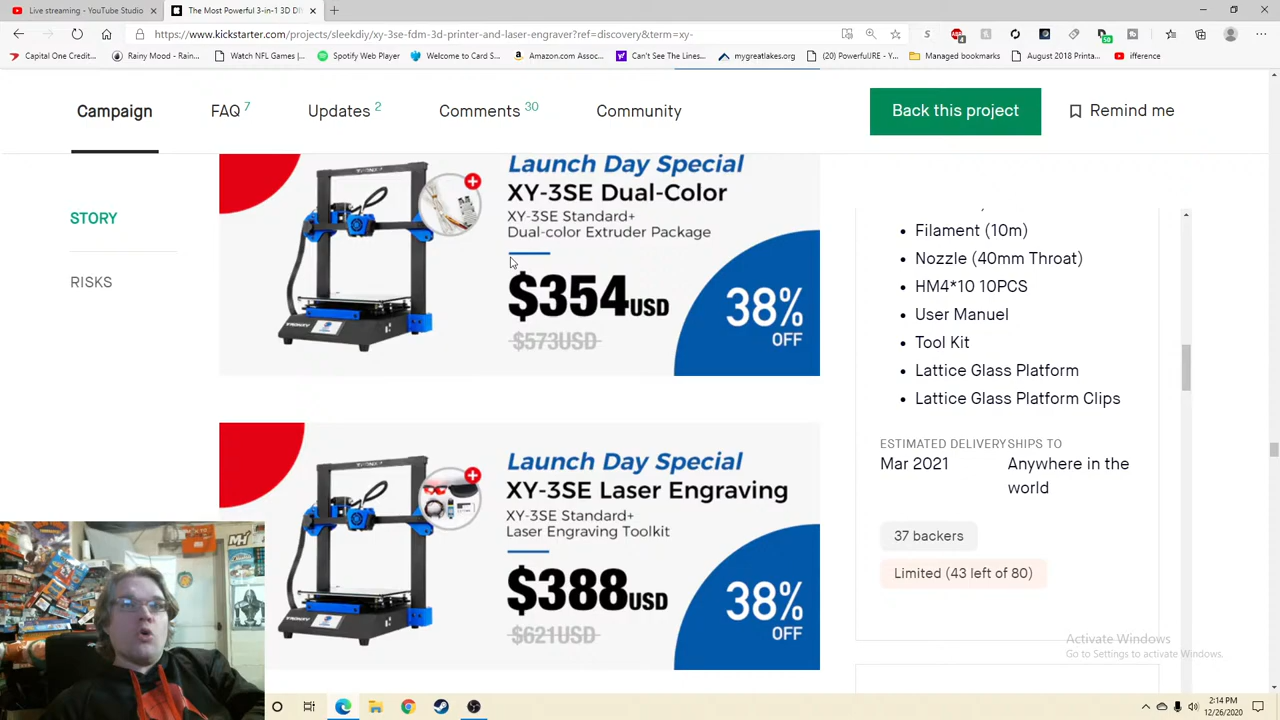 Live streaming - YouTube Studio
The Most Powerful 3-in-1 3D
https://www.kickstarter.com/projects/sleekdiy/xy-3se-fdm-3d-printer-and-laser-engraver?ref=discovery&term=xy-
Capital One Credit...
Rainy Mood - Rain...
Watch NFL Games |...
Spotify Web Player
Welcome to Card S...
Amazon.com Assoc...
Can't See The Lines...
mygreatlakes.org
(20) PowerfulURE - Y...
Managed bookmarks
August 2018 Printa...
ifference
Campaign
FAQ 7
Updates 2
Comments 30
Community
Back this project
Remind me
STORY
RISKS
Launch Day Special
XY-3SE Dual-Color
XY-3SE Standard+
Dual-color Extruder Package
$354USD
$573USD
38%
OFF
Launch Day Special
XY-3SE Laser Engraving
XY-3SE Standard+
Laser Engraving Toolkit
$388USD
$621USD
38%
OFF
Filament (10m)
Nozzle (40mm Throat)
HM4*10 10PCS
User Manuel
Tool Kit
Lattice Glass Platform
Lattice Glass Platform Clips
ESTIMATED DELIVERY
Mar 2021
SHIPS TO
Anywhere in the
world
37 backers
Limited (43 left of 80)
Activate Windows
Go to Settings to activate Windows.
2:14 PM
12/26/2020